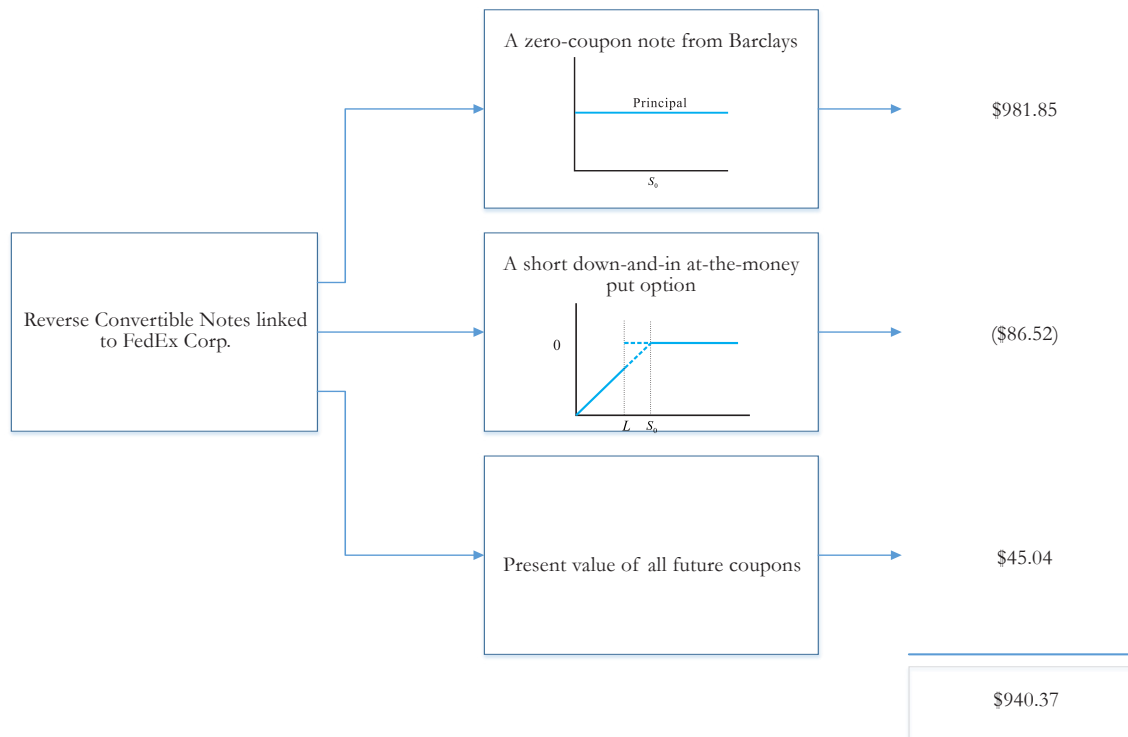 A zero-coupon note from Barclays
Principal
S₀
$981.85
Reverse Convertible Notes linked
to FedEx Corp.
A short down-and-in at-the-money
put option
0
L S₀
($86.52)
Present value of all future coupons
$45.04
$940.37